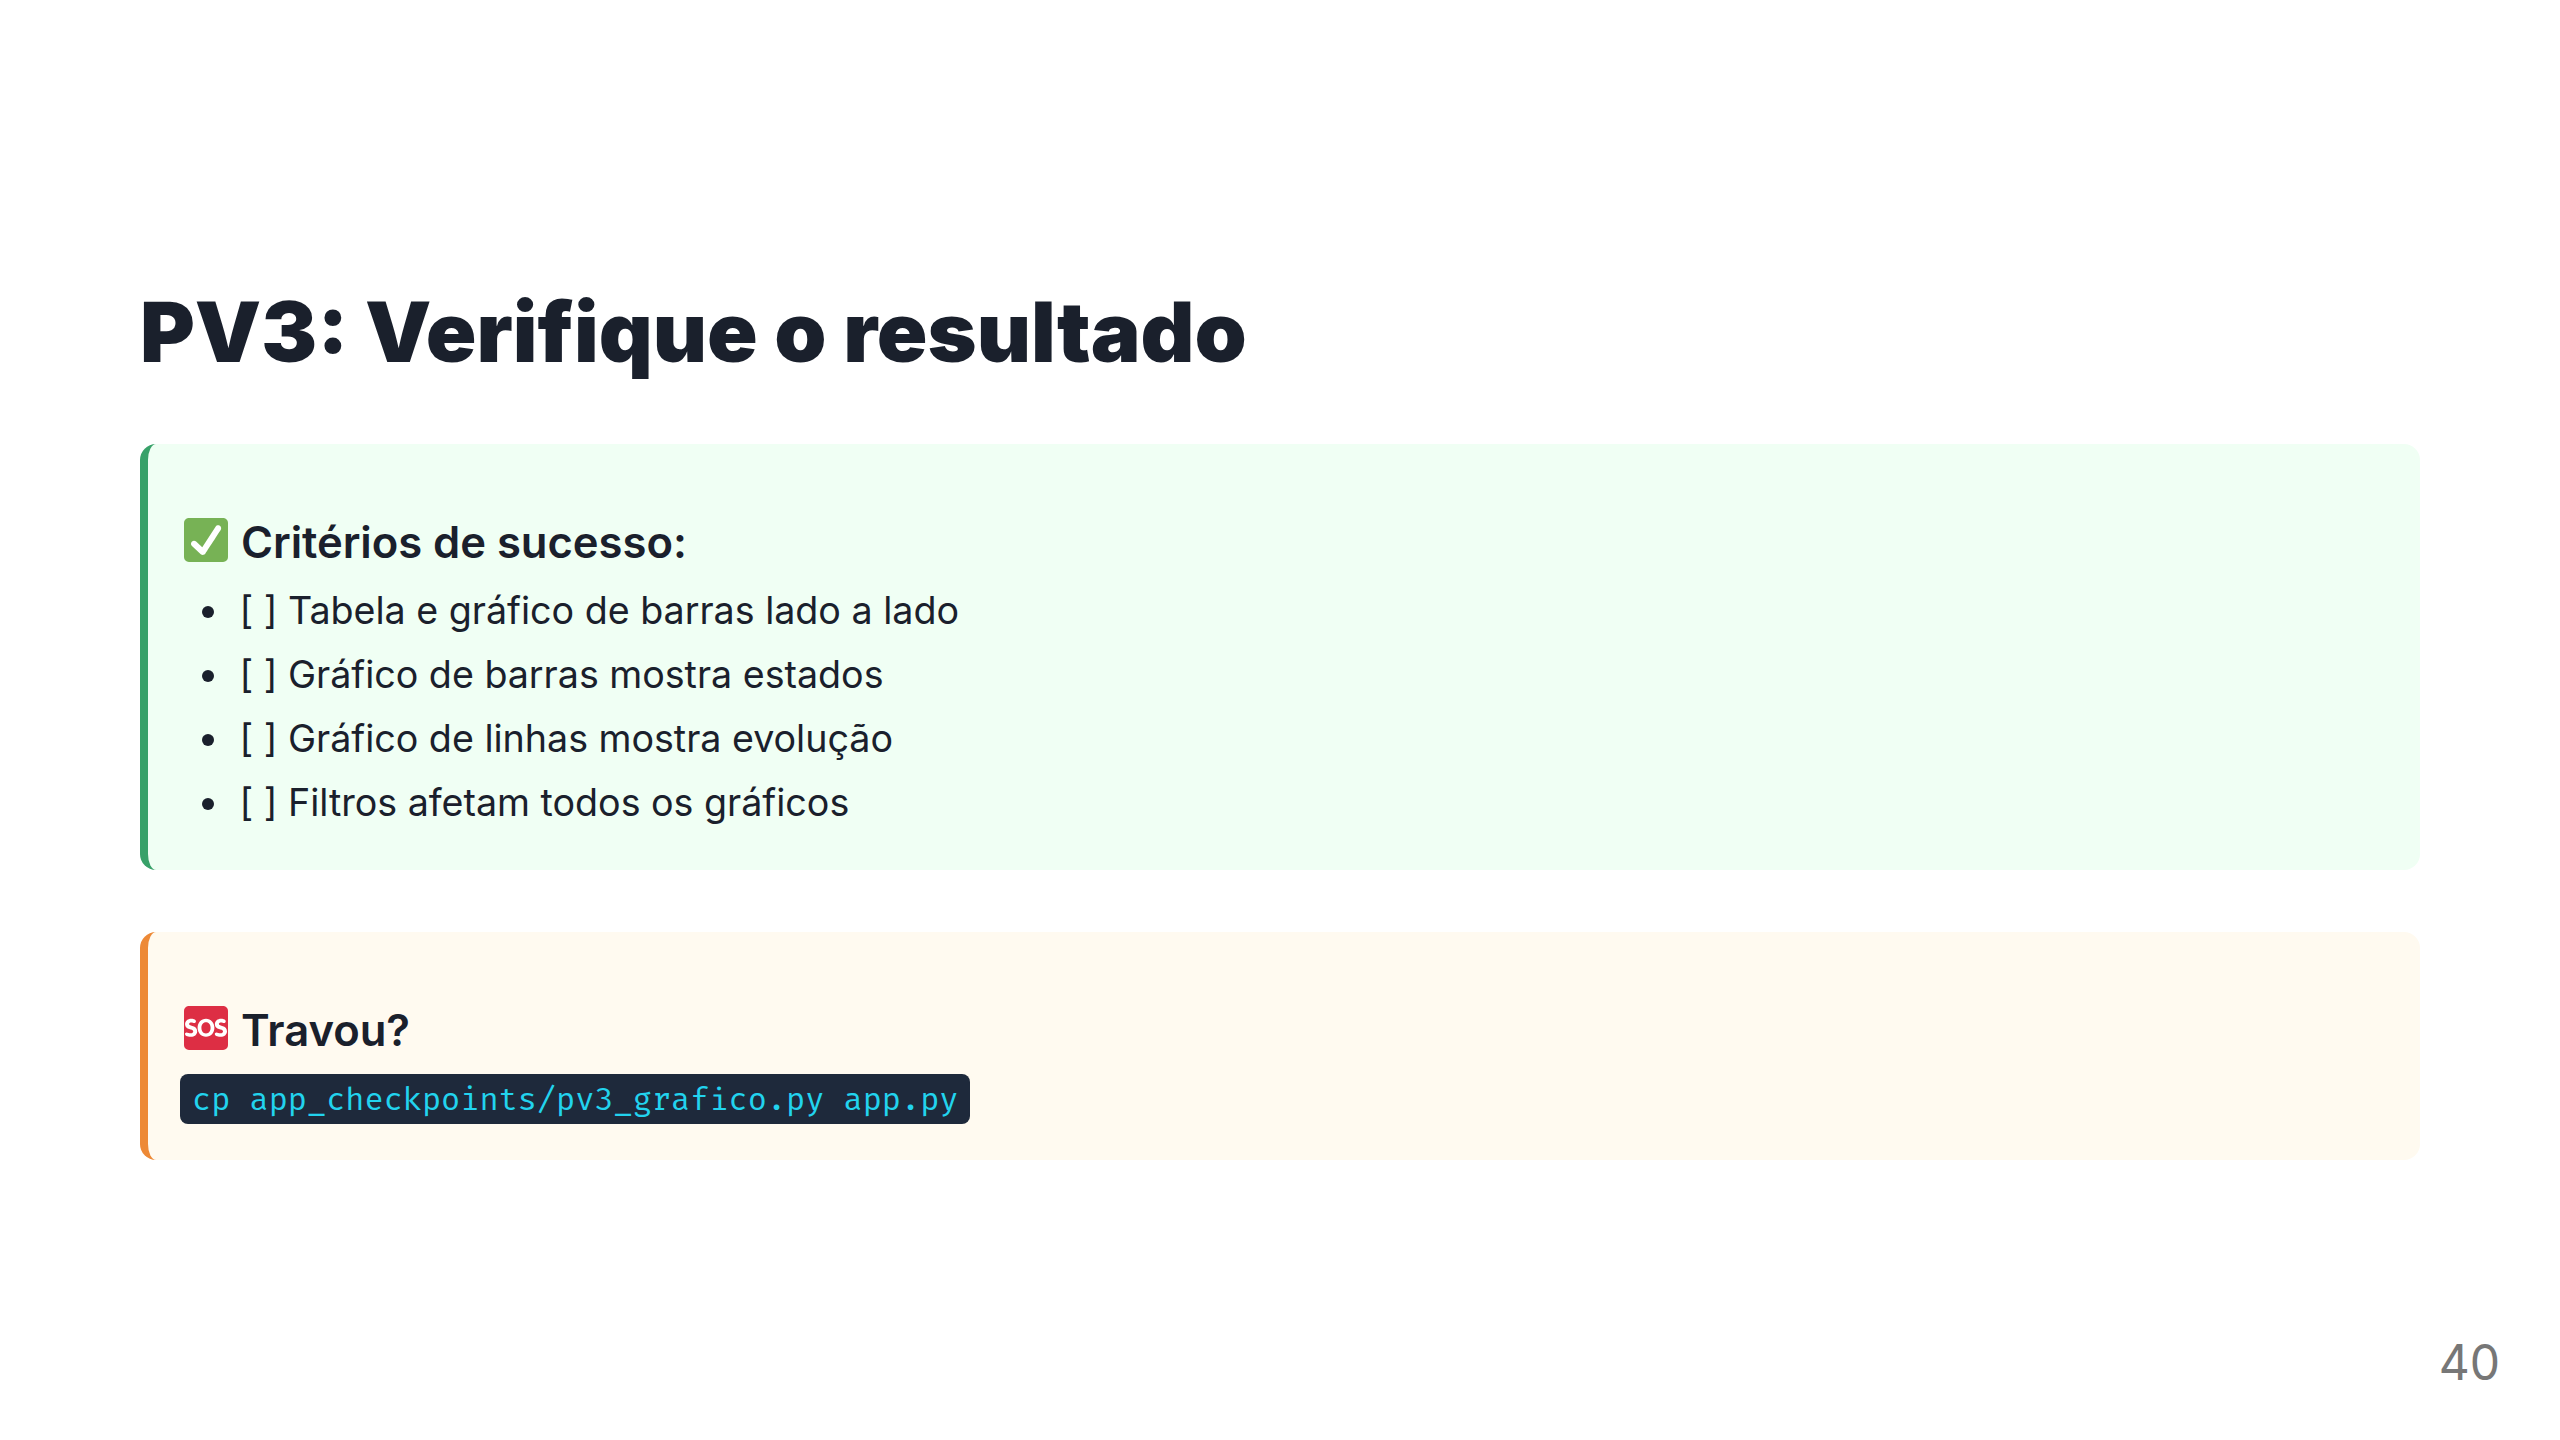 PV3: Verifique o resultado
✅ Critérios de sucesso:
• [ ] Tabela e gráfico de barras lado a lado
• [ ] Gráfico de barras mostra estados
• [ ] Gráfico de linhas mostra evolução
• [ ] Filtros afetam todos os gráficos
🆘 Travou?
cp app_checkpoints/pv3_grafico.py app.py
40